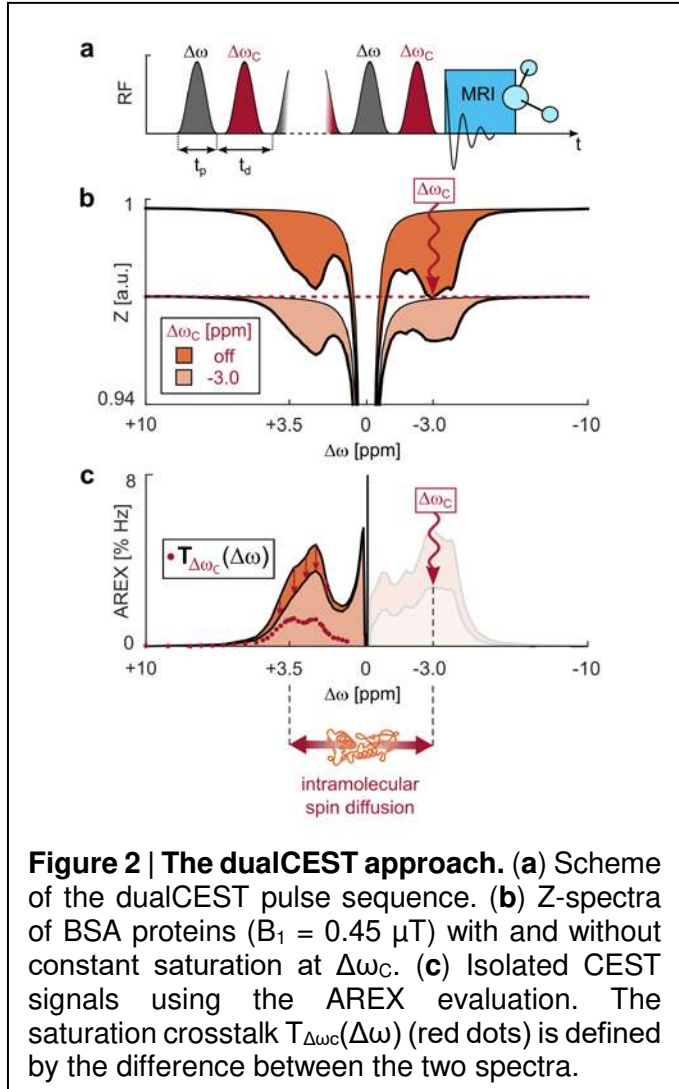 a
Δω
Δω_C
Δω
Δω_C
RF
MRI
t
t_p
t_d
b
1
Δω_C
Z [a.u.]
Δω_C [ppm]
off
-3.0
0.94
+10
+3.5
0
-3.0
-10
Δω [ppm]
c
8
Δω_C
T_Δω_C(Δω)
AREX [% Hz]
0
+10
+3.5
0
-3.0
-10
Δω [ppm]
intramolecular
spin diffusion
Figure 2 | The dualCEST approach. (a) Scheme
of the dualCEST pulse sequence. (b) Z-spectra
of BSA proteins (B₁ = 0.45 µT) with and without
constant saturation at Δω_C. (c) Isolated CEST
signals using the AREX evaluation. The
saturation crosstalk T_Δωc(Δω) (red dots) is defined
by the difference between the two spectra.